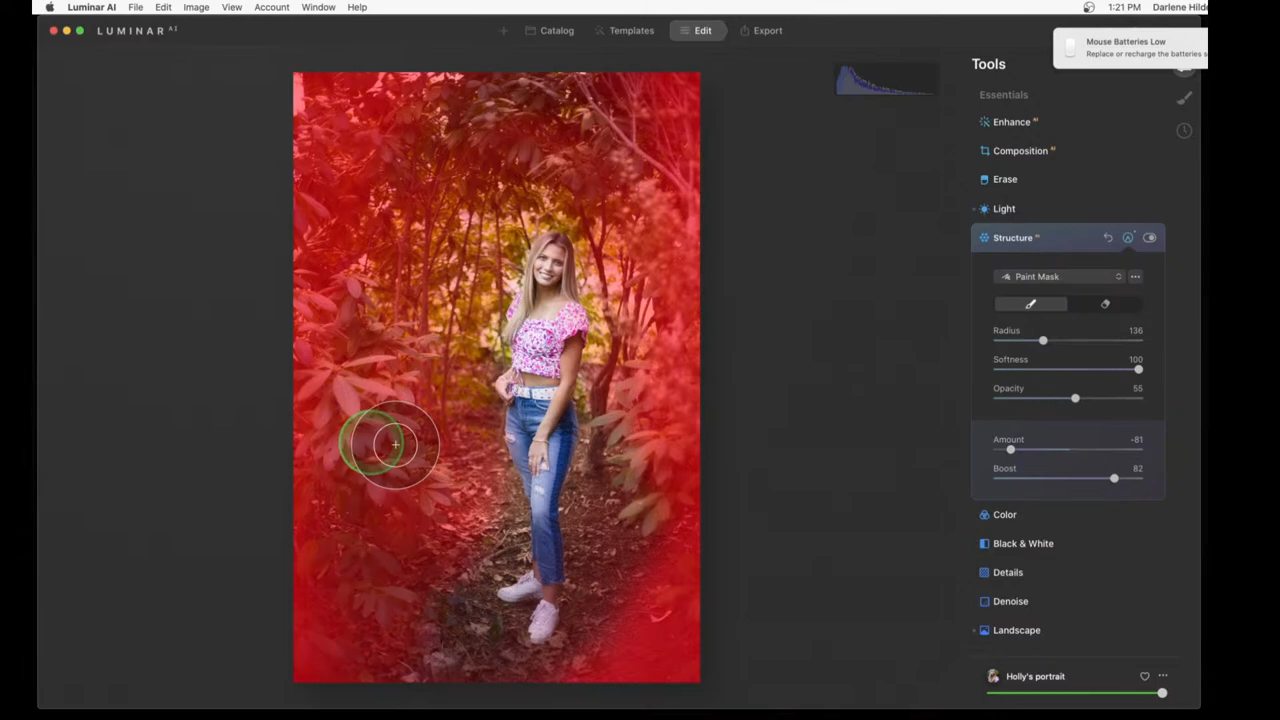 Luminar AI File Edit Image View Account Window Help 1:21 PM Darlene Hild
LUMINAR AI Catalog Templates Edit Export
Mouse Batteries Low
Replace or recharge the batteries s
Tools
Essentials
Enhance AI
Composition AI
Erase
Light
Structure AI
Paint Mask
Radius 136
Softness 100
Opacity 55
Amount -81
Boost 82
Color
Black & White
Details
Denoise
Landscape
Holly's portrait